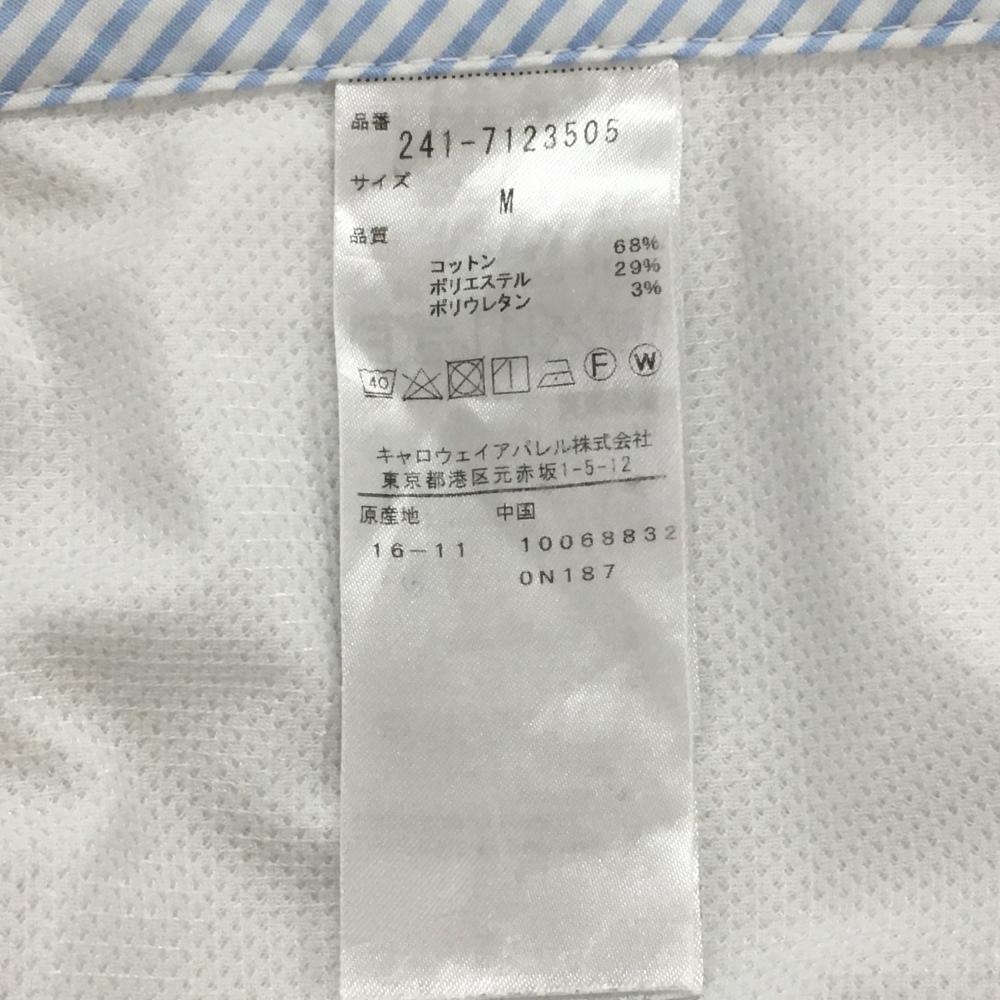 品番
241-7123505
サイズ
M
品質
コットン 68%
ポリエステル 29%
ポリウレタン 3%
40 F W
キャロウェイアパレル株式会社
東京都港区元赤坂1-5-12
原産地 中国
16-11 10068832
0N187